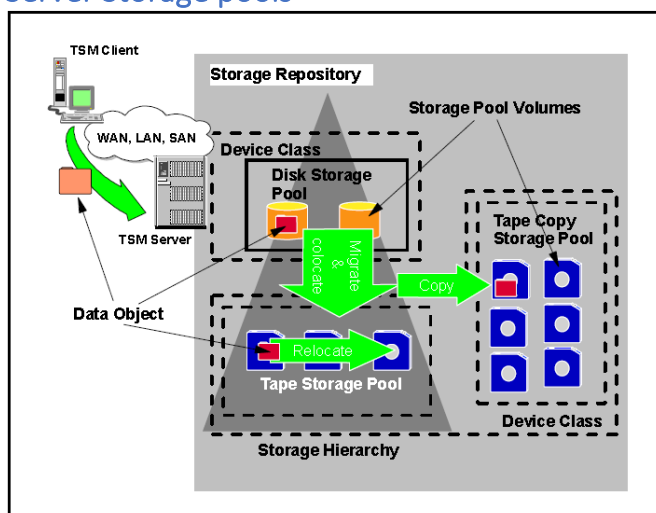 Server storage pools
TSM Client
Storage Repository
Storage Pool Volumes
WAN, LAN, SAN
Device Class
Disk Storage
Pool
Tape Copy
Storage Pool
TSM Server
Migrate
&
colocate
Copy
Data Object
Relocate
Tape Storage Pool
Device Class
Storage Hierarchy